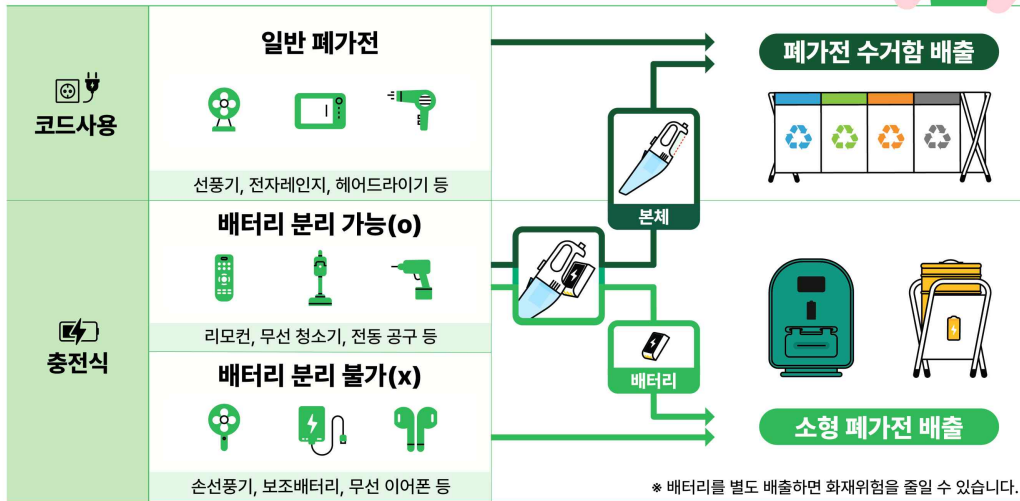 일반 폐가전
폐가전 수거함 배출
코드사용
선풍기, 전자레인지, 헤어드라이기 등
본체
배터리 분리 가능(o)
리모컨, 무선 청소기, 전동 공구 등
충전식
배터리
배터리 분리 불가(x)
소형 폐가전 배출
손선풍기, 보조배터리, 무선 이어폰 등
※ 배터리를 별도 배출하면 화재위험을 줄일 수 있습니다.